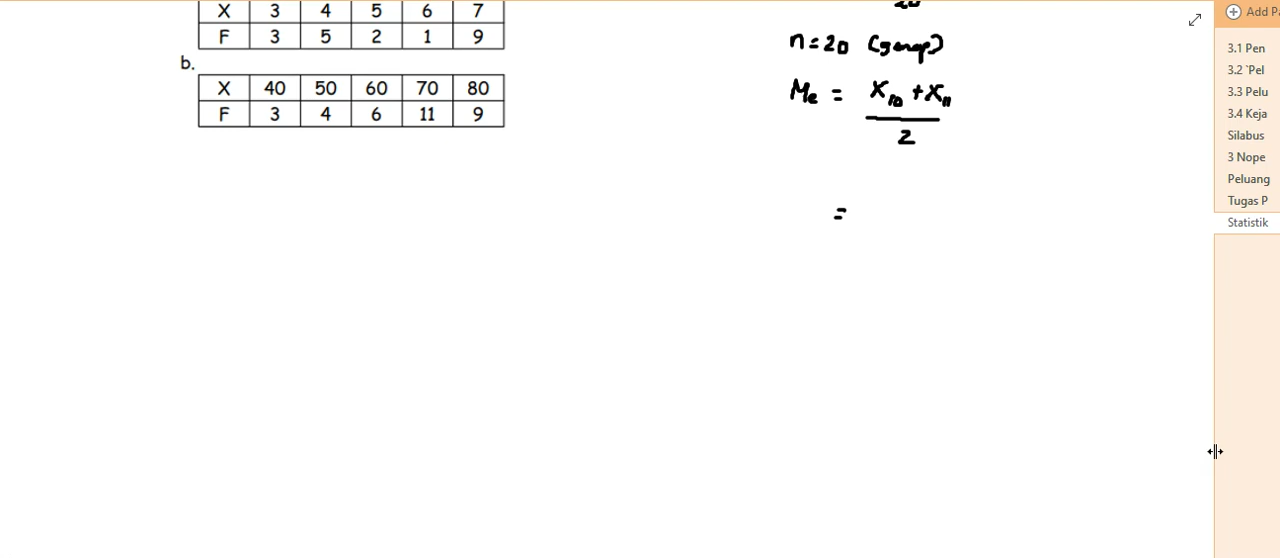 X 3 4 5 6 7
F 3 5 2 1 9
b.
X 40 50 60 70 80
F 3 4 6 11 9
n = 20 (genap)
Me = X10 + X11
2
=
Add Pa
3.1 Pen
3.2 `Pel
3.3 Pelu
3.4 Keja
Silabus
3 Nope
Peluang
Tugas P
Statistik